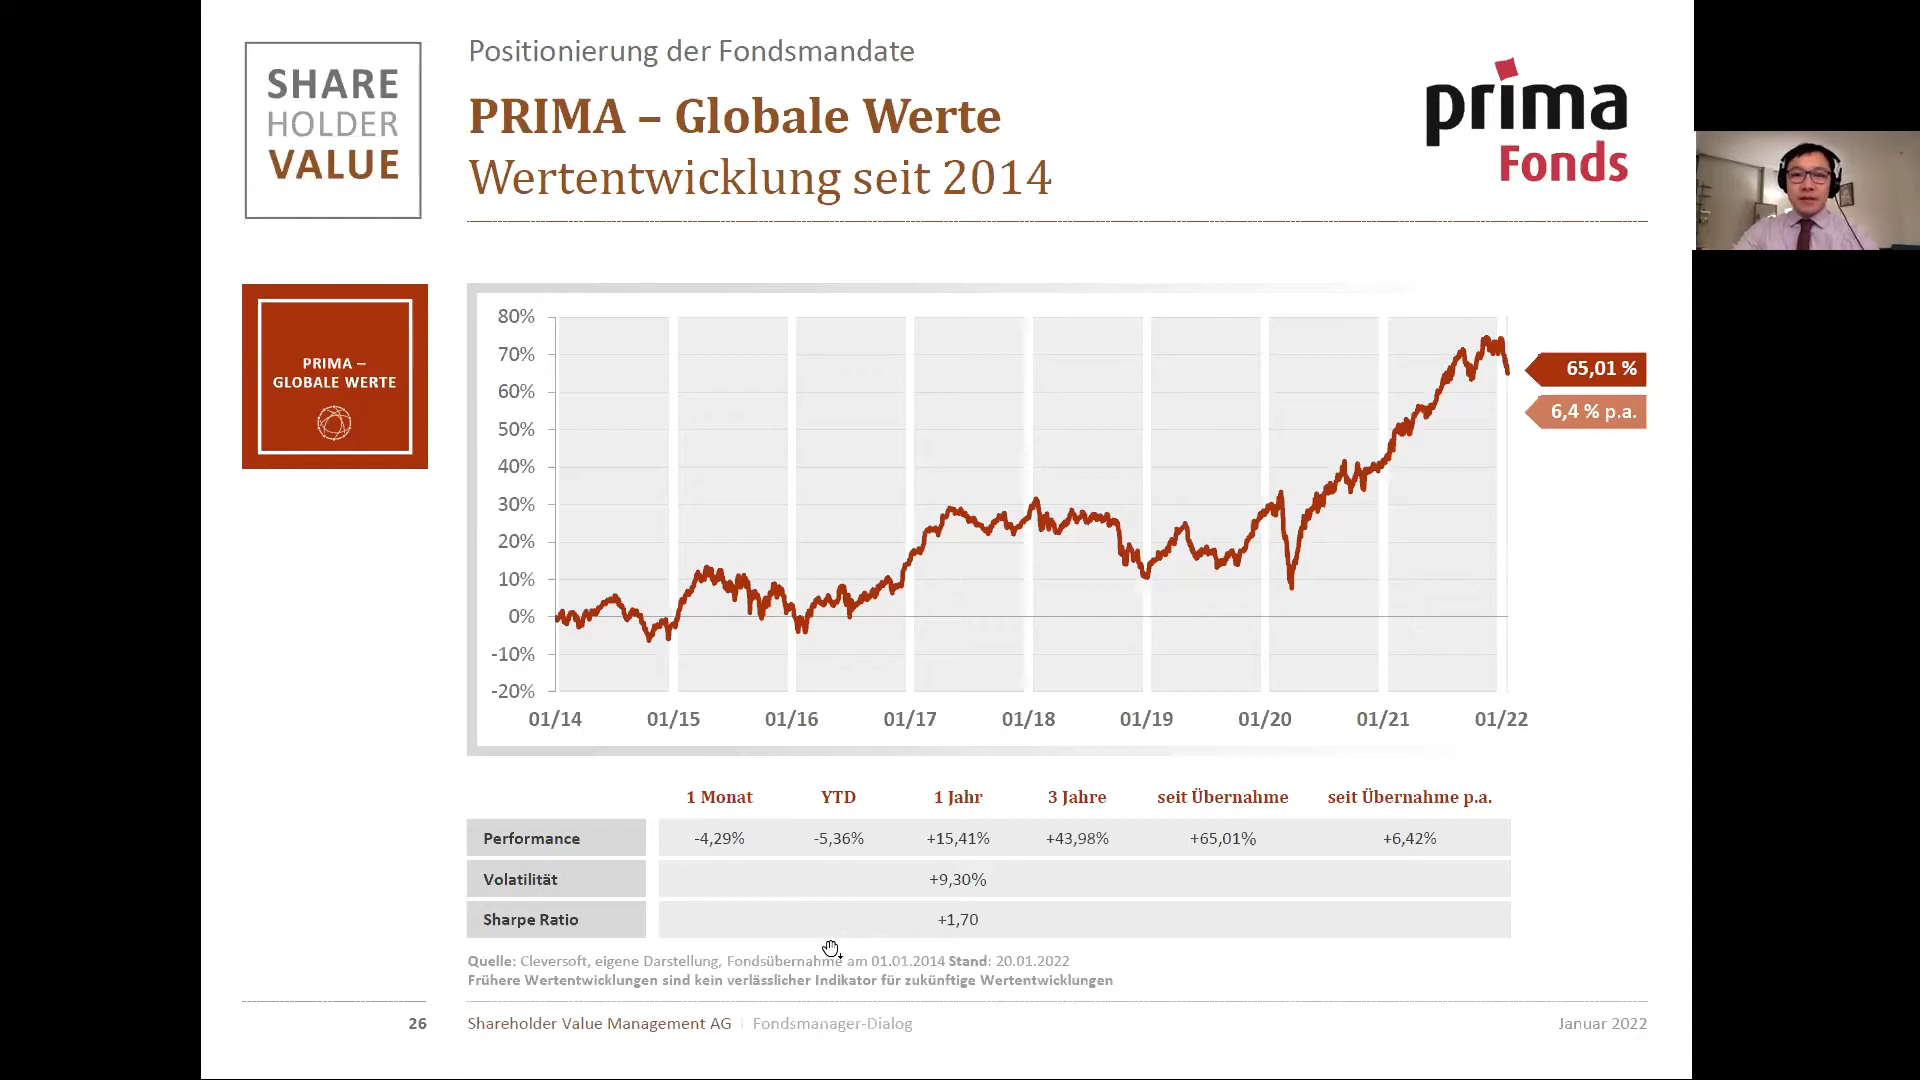 SHARE
HOLDER
VALUE
Positionierung der Fondsmandate
PRIMA – Globale Werte
Wertentwicklung seit 2014
prima
Fonds
PRIMA –
GLOBALE WERTE
80%
70%
60%
50%
40%
30%
20%
10%
0%
-10%
-20%
01/14 01/15 01/16 01/17 01/18 01/19 01/20 01/21 01/22
65,01 %
6,4 % p.a.
1 Monat YTD 1 Jahr 3 Jahre seit Übernahme seit Übernahme p.a.
Performance -4,29% -5,36% +15,41% +43,98% +65,01% +6,42%
Volatilität +9,30%
Sharpe Ratio +1,70
Quelle: Cleversoft, eigene Darstellung, Fondsübernahme am 01.01.2014 Stand: 20.01.2022
Frühere Wertentwicklungen sind kein verlässlicher Indikator für zukünftige Wertentwicklungen
26 Shareholder Value Management AG | Fondsmanager-Dialog Januar 2022